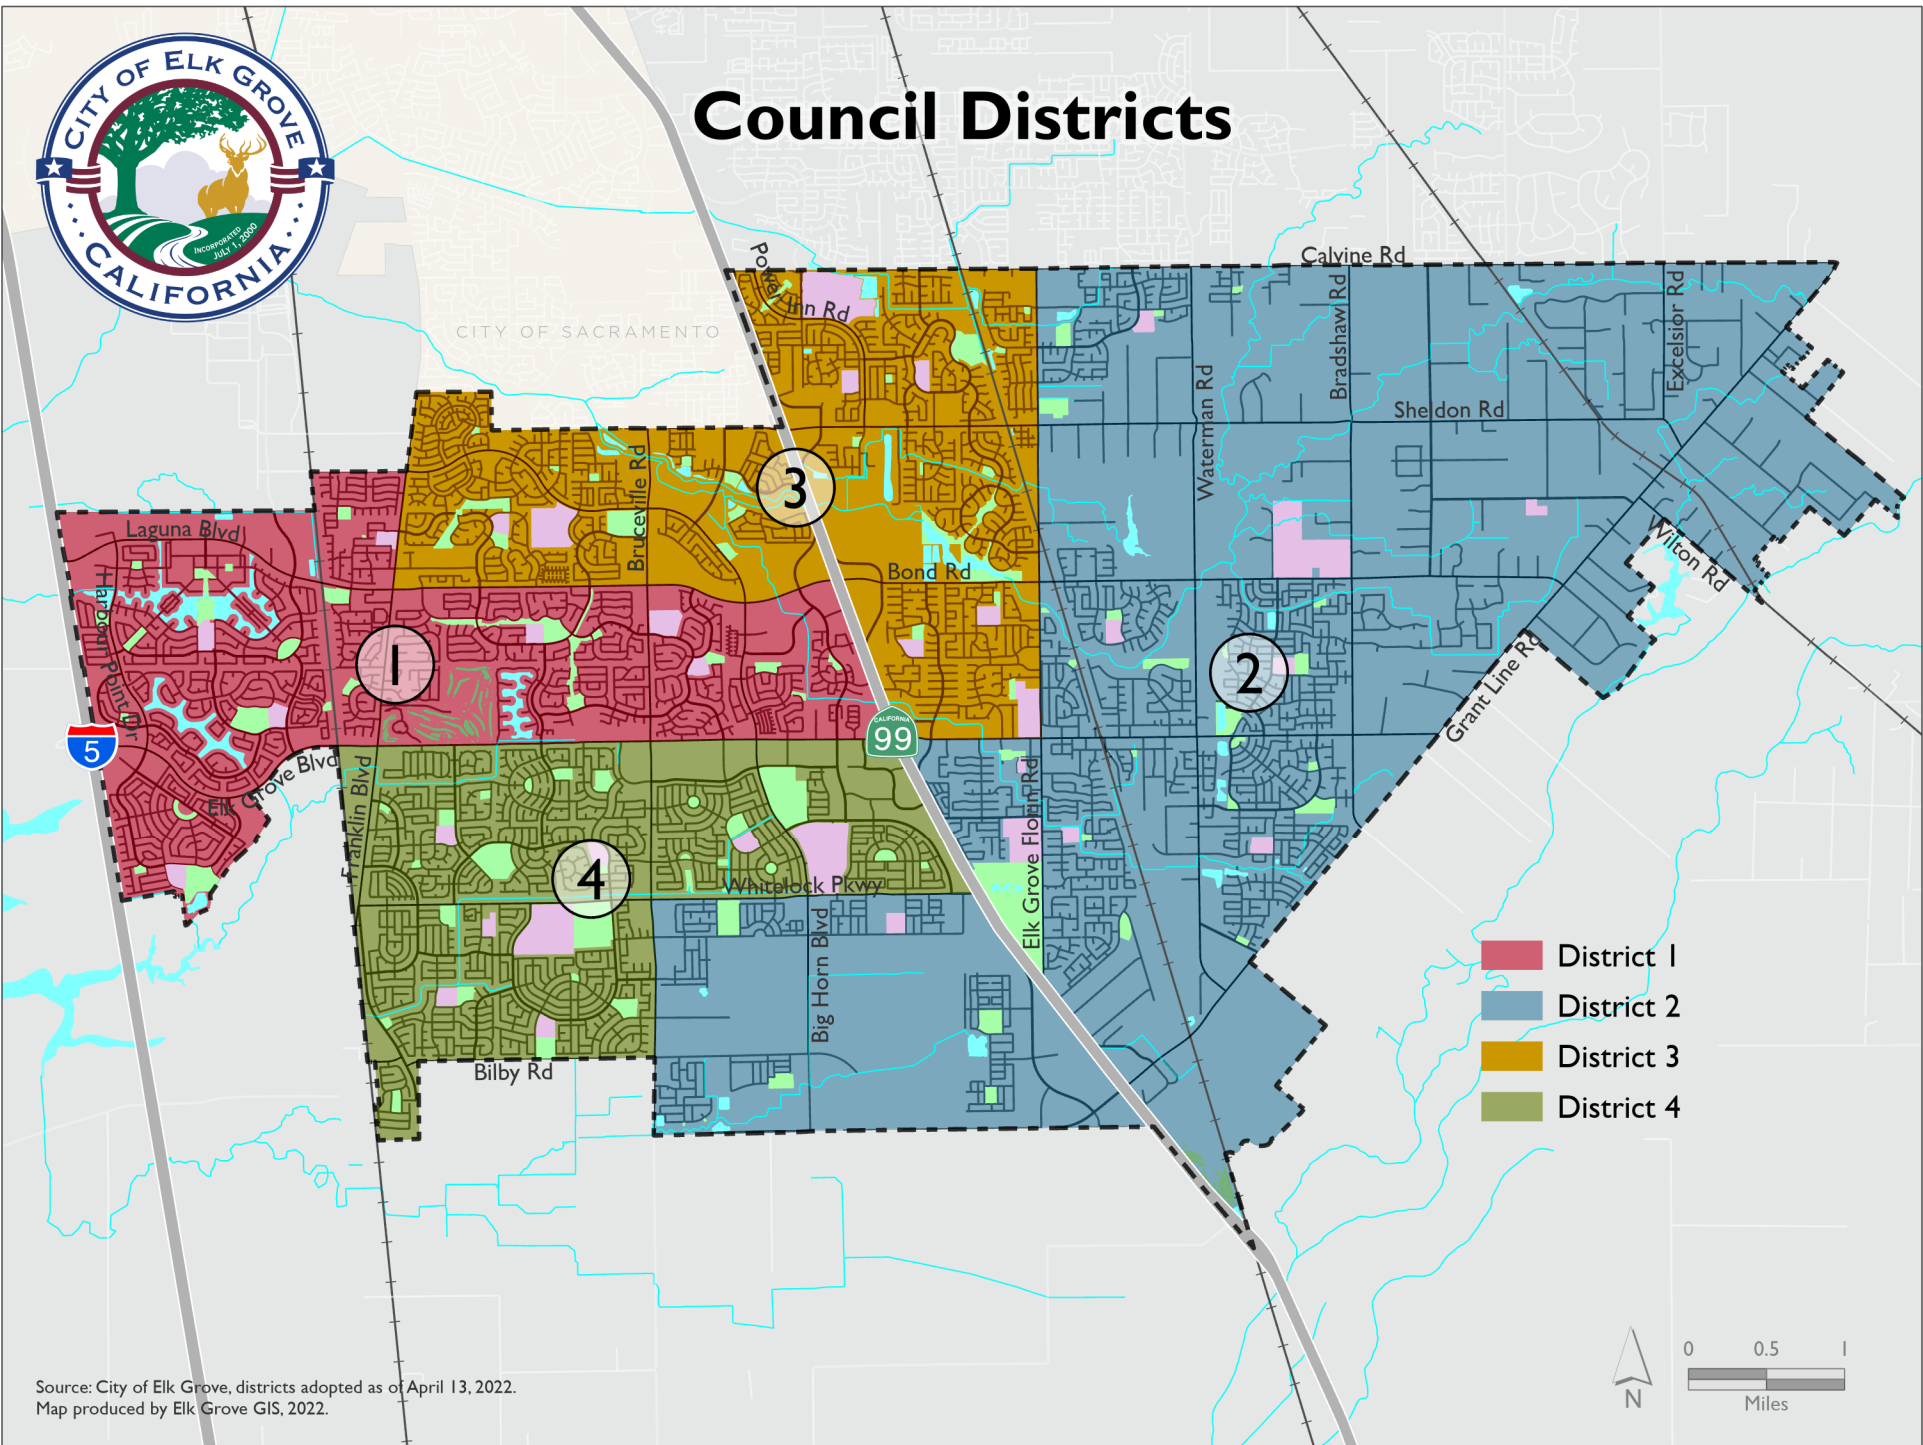 CITY OF ELK GROVE
CALIFORNIA
INCORPORATED
JULY 1, 2000
Council Districts
CITY OF SACRAMENTO
Power Inn Rd
Calvine Rd
Bradshaw Rd
Excelsior Rd
Waterman Rd
Sheldon Rd
Bruceville Rd
3
Laguna Blvd
Wilton Rd
Bond Rd
Harbour Point Dr
1
2
Grant Line Rd
5
CALIFORNIA
99
Elk Grove Blvd
Franklin Blvd
Elk Grove Florin Rd
4
Whitelock Pkwy
Big Horn Blvd
Bilby Rd
District 1
District 2
District 3
District 4
0 0.5 1
Miles
N
Source: City of Elk Grove, districts adopted as of April 13, 2022.
Map produced by Elk Grove GIS, 2022.